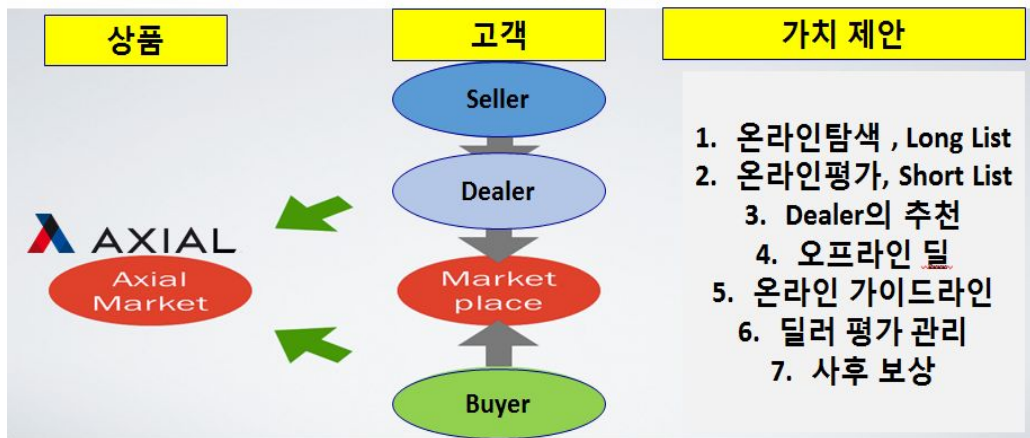 상품
고객
가치 제안
Seller
Dealer
Market
place
Buyer
AXIAL
Axial
Market
1. 온라인탐색 , Long List
2. 온라인평가, Short List
3. Dealer의 추천
4. 오프라인 딜
5. 온라인 가이드라인
6. 딜러 평가 관리
7. 사후 보상